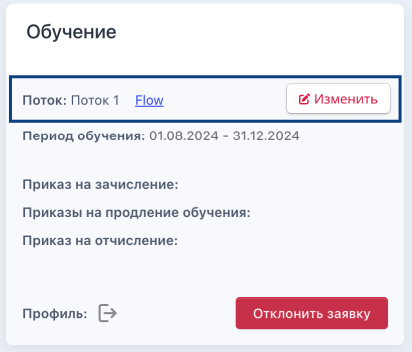 Обучение
Поток: Поток 1 Flow Изменить
Период обучения: 01.08.2024 - 31.12.2024
Приказ на зачисление:
Приказы на продление обучения:
Приказ на отчисление:
Профиль: Отклонить заявку